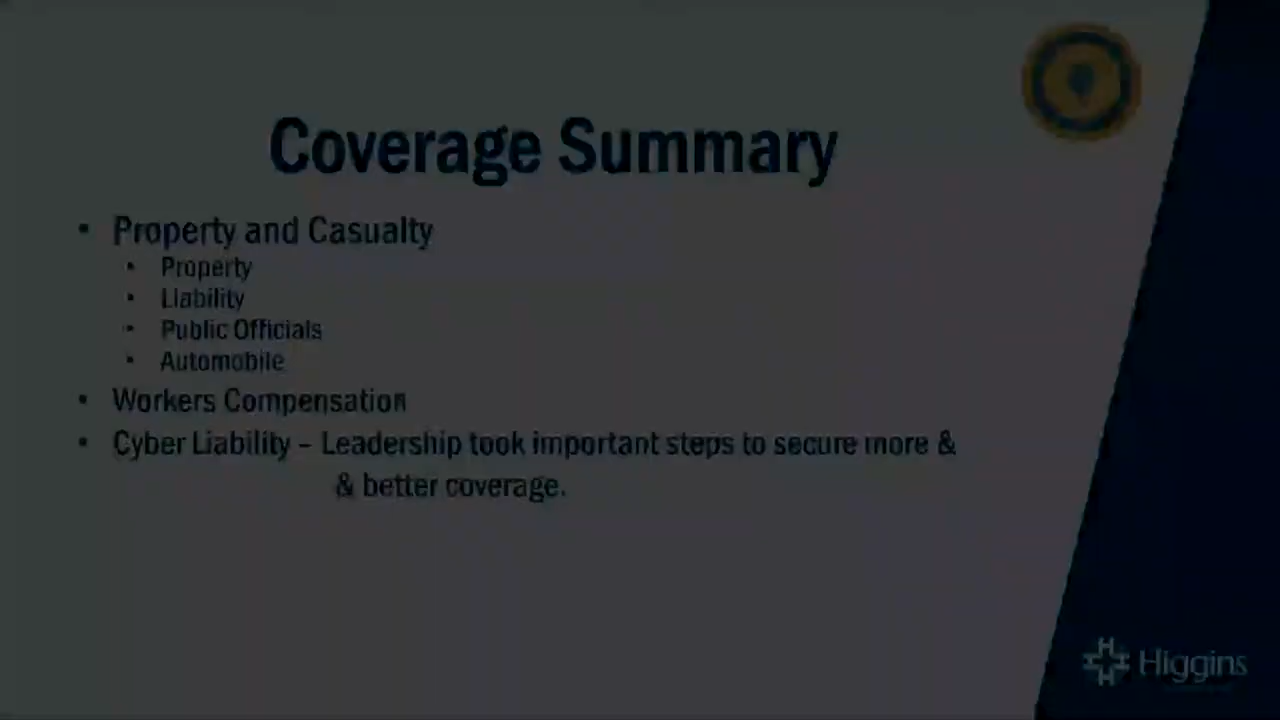 Coverage Summary
• Property and Casualty
• Property
• Liability
• Public Officials
• Automobile
• Workers Compensation
• Cyber Liability – Leadership took important steps to secure more &
& better coverage.
Higgins